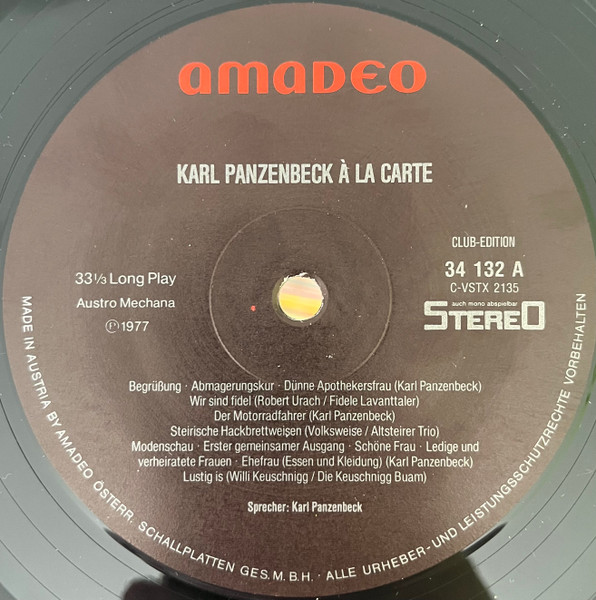 amaDEO
KARL PANZENBECK À LA CARTE
CLUB-EDITION
34 132 A
C-VSTX 2135
auch mono abspielbar
STEREO
33 1/3 Long Play
Austro Mechana
℗ 1977
Begrüßung · Abmagerungskur · Dünne Apothekersfrau (Karl Panzenbeck)
Wir sind fidel (Robert Urach / Fidele Lavanttaler)
Der Motorradfahrer (Karl Panzenbeck)
Steirische Hackbrettweisen (Volksweise / Altsteirer Trio)
Modenschau · Erster gemeinsamer Ausgang · Schöne Frau · Ledige und
verheiratete Frauen · Ehefrau (Essen und Kleidung) (Karl Panzenbeck)
Lustig is (Willi Keuschnigg / Die Keuschnigg Buam)
Sprecher: Karl Panzenbeck
MADE IN AUSTRIA BY AMADEO ÖSTERR. SCHALLPLATTEN GES.M.B.H. · ALLE URHEBER- UND LEISTUNGSSCHUTZRECHTE VORBEHALTEN